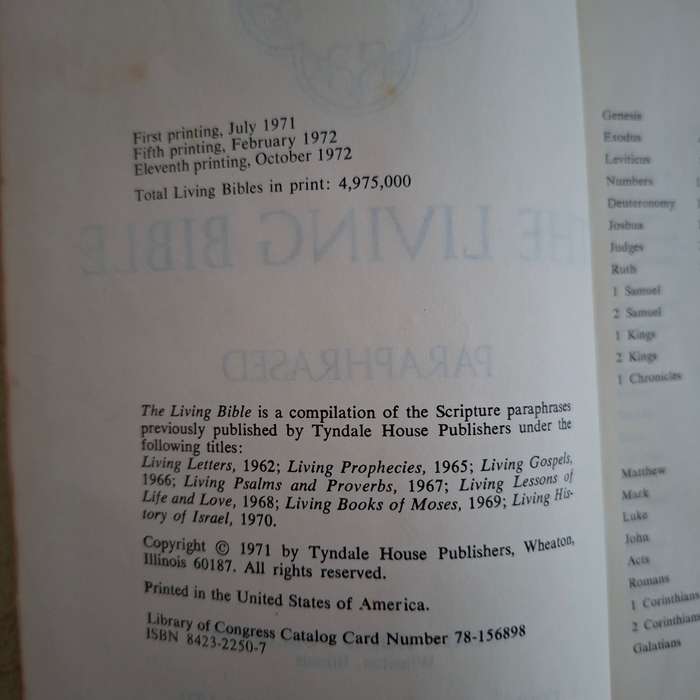 First printing, July 1971
Fifth printing, February 1972
Eleventh printing, October 1972
Total Living Bibles in print: 4,975,000
THE LIVING BIBLE
PARAPHRASED
The Living Bible is a compilation of the Scripture paraphrases
previously published by Tyndale House Publishers under the
following titles:
Living Letters, 1962; Living Prophecies, 1965; Living Gospels,
1966; Living Psalms and Proverbs, 1967; Living Lessons of
Life and Love, 1968; Living Books of Moses, 1969; Living His-
tory of Israel, 1970.
Copyright © 1971 by Tyndale House Publishers, Wheaton,
Illinois 60187. All rights reserved.
Printed in the United States of America.
Library of Congress Catalog Card Number 78-156898
ISBN 8423-2250-7
Genesis
Exodus
Leviticus
Numbers
Deuteronomy
Joshua
Judges
Ruth
1 Samuel
2 Samuel
1 Kings
2 Kings
1 Chronicles
Matthew
Mark
Luke
John
Acts
Romans
1 Corinthians
2 Corinthians
Galatians